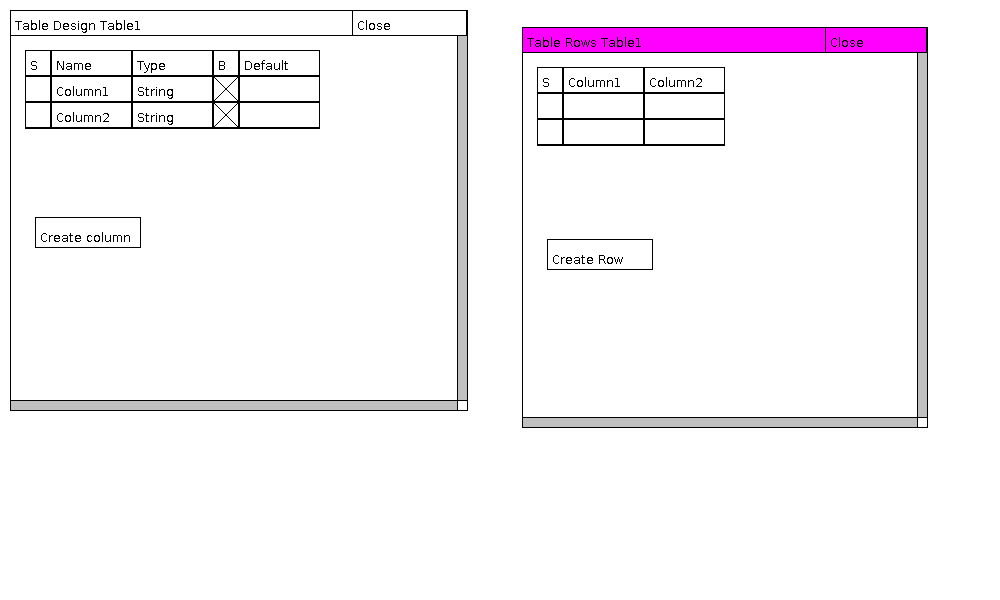 Table Design Table1 Close
S Name Type B Default
Column1 String
Column2 String
Create column
Table Rows Table1 Close
S Column1 Column2
Create Row